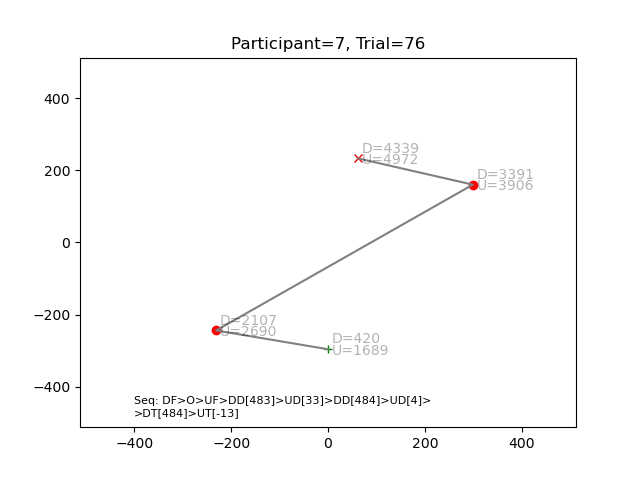 Participant=7, Trial=76
400
200
0
−200
−400
−400
−200
0
200
400
D=4339
U=4972
D=3391
U=3906
D=2107
U=2690
D=420
U=1689
Seq: DF>O>UF>DD[483]>UD[33]>DD[484]>UD[4]>
>DT[484]>UT[-13]